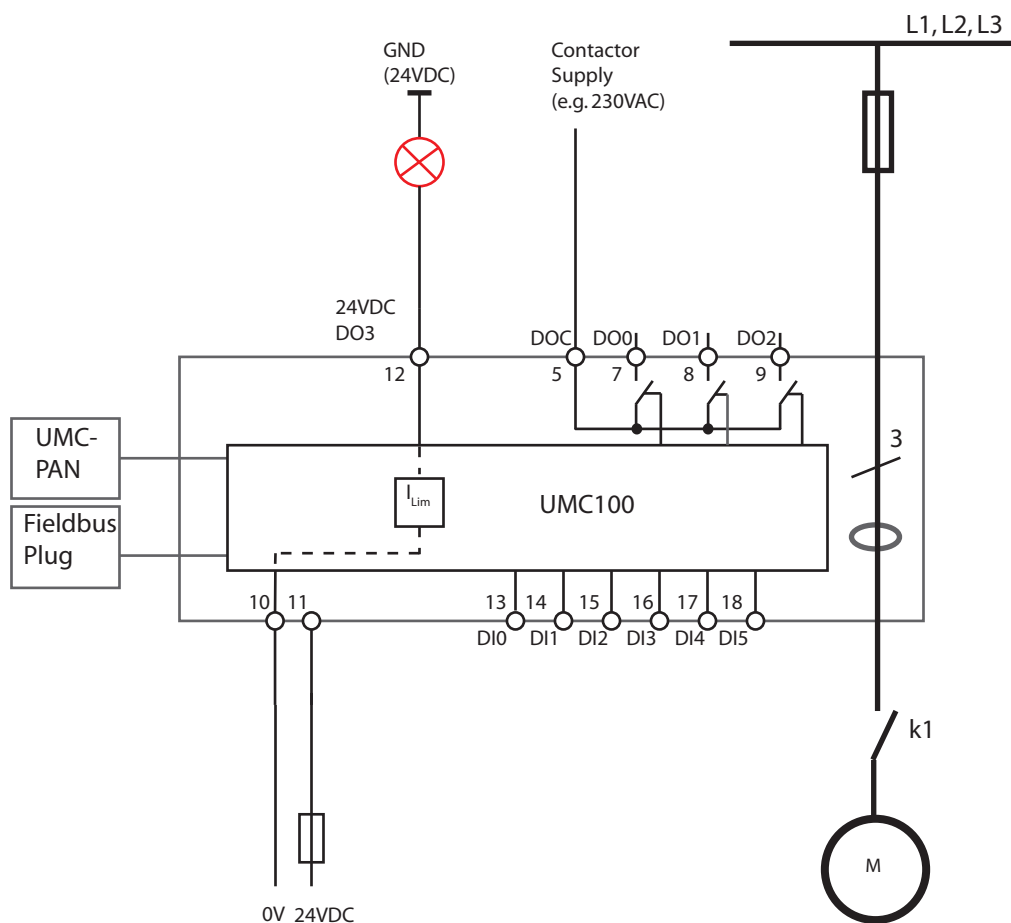 L1, L2, L3
GND
(24VDC)
Contactor
Supply
(e.g. 230VAC)
24VDC
DO3
DOC
DO0
DO1
DO2
12
5
7
8
9
UMC-
PAN
3
I Lim
UMC100
Fieldbus
Plug
10
11
13
14
15
16
17
18
DI0
DI1
DI2
DI3
DI4
DI5
k1
M
0V
24VDC